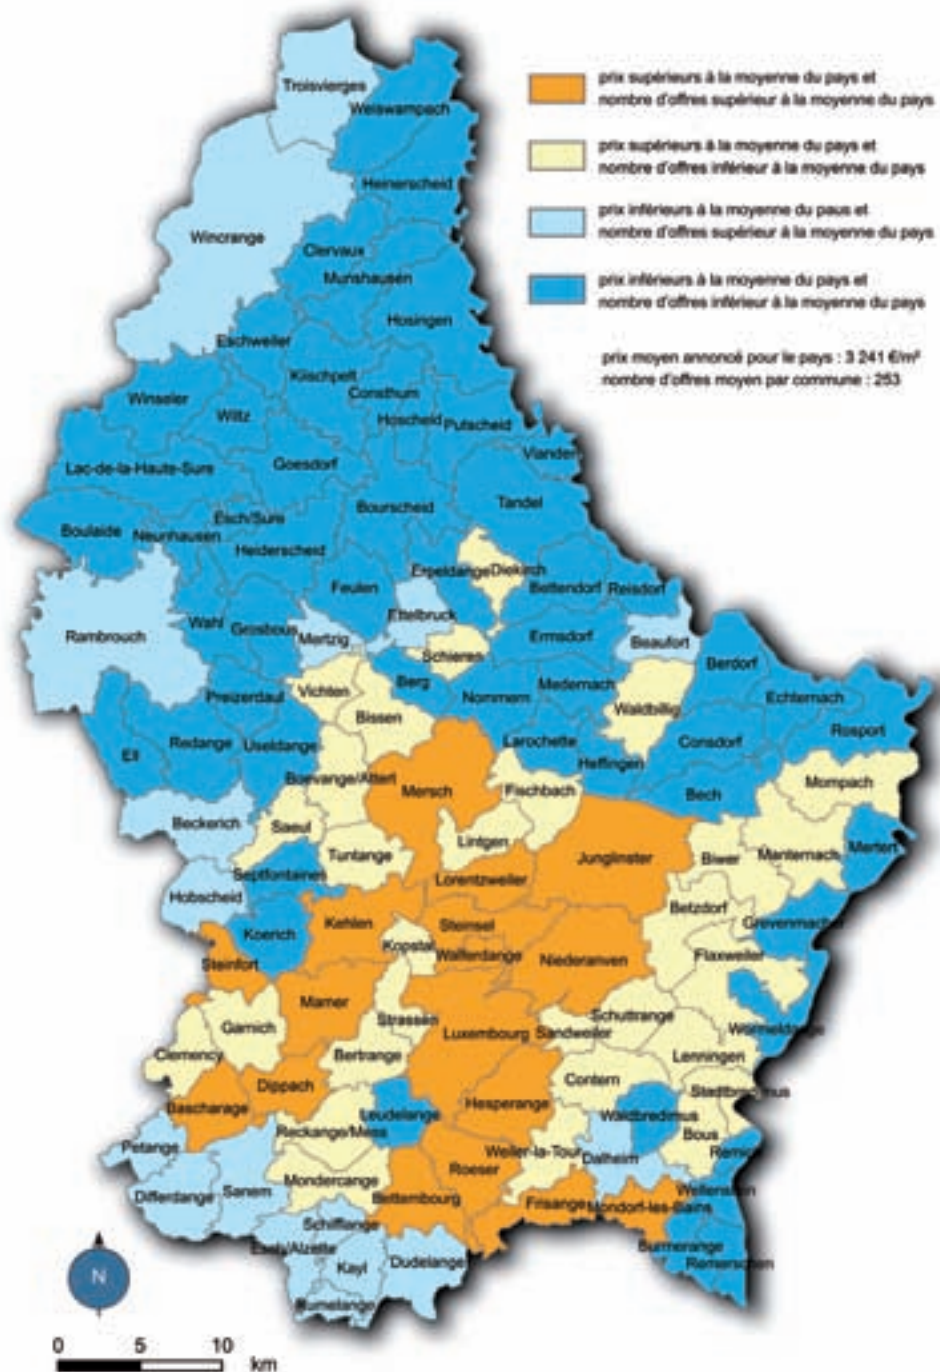 prix supérieurs à la moyenne du pays et
nombre d'offres supérieur à la moyenne du pays
prix supérieurs à la moyenne du pays et
nombre d'offres inférieur à la moyenne du pays
prix inférieurs à la moyenne du paus et
nombre d'offres supérieur à la moyenne du pays
prix inférieurs à la moyenne du pays et
nombre d'offres inférieur à la moyenne du pays
prix moyen annoncé pour le pays : 3 241 €/m²
nombre d'offres moyen par commune : 253
Troisvierges
Weiswampach
Heinerscheid
Wincrange
Clervaux
Munshausen
Hosingen
Eschweiler
Kiischpelt
Consthum
Winseler
Wiltz
Hoscheid
Putscheid
Vianden
Lac-de-la-Haute-Sure
Goesdorf
Tandel
Bourscheid
Esch/Sure
Boulaide
Neunhausen
Heiderscheid
Erpeldange
Diekirch
Feulen
Bettendorf
Reisdorf
Ettelbruck
Wahl
Grosbous
Mertzig
Rambrouch
Ermsdorf
Beaufort
Schieren
Berdorf
Berg
Medernach
Vichten
Preizerdaul
Nommern
Echternach
Waldbillig
Bissen
Rosport
Ell
Redange
Useldange
Larochette
Consdorf
Heffingen
Boevange/Attert
Mersch
Fischbach
Mompach
Bech
Beckerich
Saeul
Lintgen
Tuntange
Junglinster
Biwer
Manternach
Mertert
Septfontaines
Lorentzweiler
Hobscheid
Betzdorf
Kehlen
Steinsel
Grevenmacher
Koerich
Kopstal
Walferdange
Flaxweiler
Steinfort
Niederanven
Mamer
Schuttrange
Strassen
Garnich
Luxembourg
Sandweiler
Wormeldange
Clemency
Bertrange
Lenningen
Contern
Dippach
Stadtbredimus
Bascharage
Hesperange
Leudelange
Waldbredimus
Reckange/Mess
Bous
Petange
Weiler-la-Tour
Dalheim
Remich
Roeser
Mondercange
Differdange
Sanem
Bettembourg
Frisange
Mondorf-les-Bains
Wellenstein
Schifflange
Esch/Alzette
Burmerange
Remerschen
Kayl
Dudelange
Rumelange
N
0 5 10
km